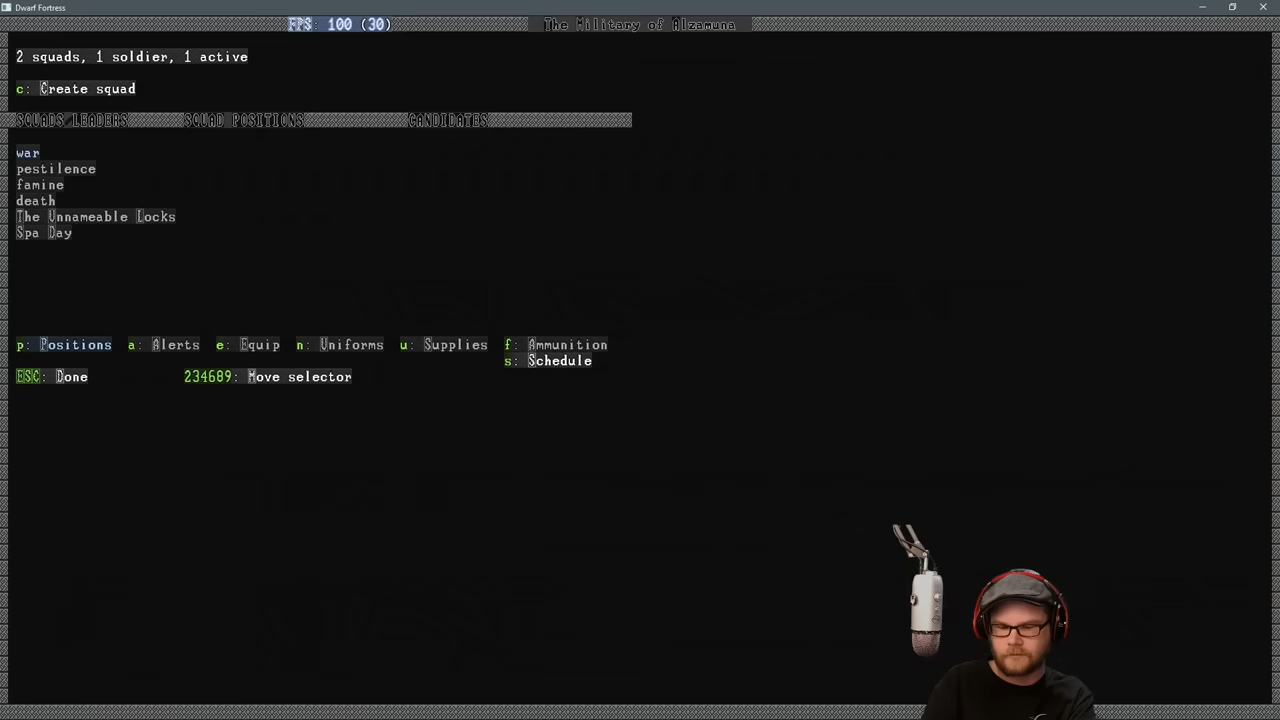 Dwarf Fortress
FPS: 100 (30)
The Military of Alzamuna
2 squads, 1 soldier, 1 active
c: Create squad
SQUADS/LEADERS SQUAD POSITIONS CANDIDATES
war
pestilence
famine
death
The Unnameable Locks
Spa Day
p: Positions a: Alerts e: Equip n: Uniforms u: Supplies f: Ammunition
s: Schedule
ESC: Done 234689: Move selector